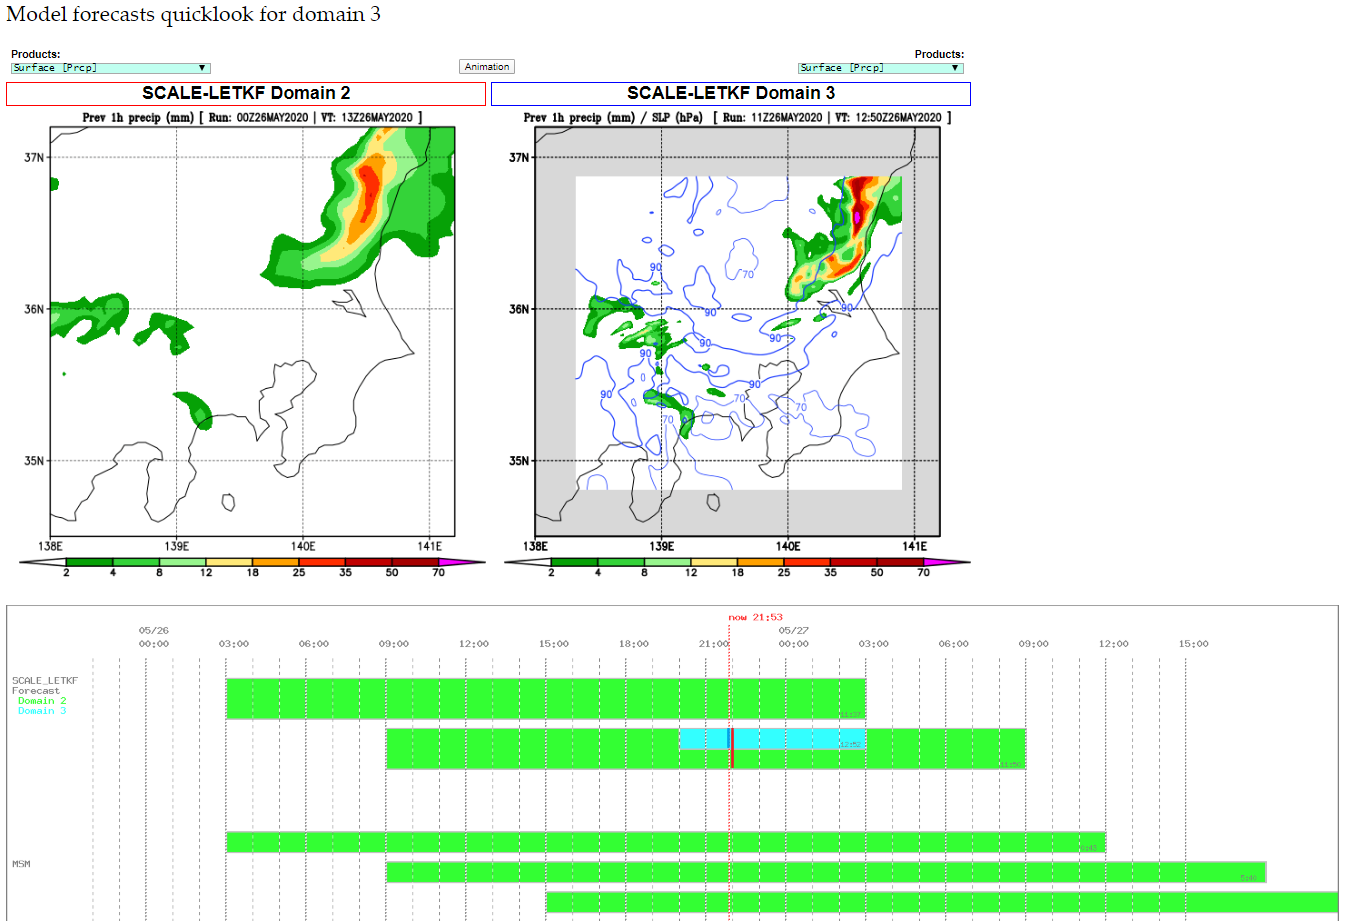 Model forecasts quicklook for domain 3
Products:
Surface [Prcp]
Animation
Products:
Surface [Prcp]
SCALE-LETKF Domain 2
SCALE-LETKF Domain 3
Prev 1h precip (mm) [ Run: 00Z26MAY2020 | VT: 13Z26MAY2020 ]
Prev 1h precip (mm) / SLP (hPa) [ Run: 11Z26MAY2020 | VT: 12:50Z26MAY2020 ]
37N
36N
35N
138E 139E 140E 141E
2 4 8 12 18 25 35 50 70
37N
36N
35N
90
70
90
90
90
90
90
90
90
70
70
70
138E 139E 140E 141E
2 4 8 12 18 25 35 50 70
now 21:53
05/26 05/27
00:00 03:00 06:00 09:00 12:00 15:00 18:00 21:00 00:00 03:00 06:00 09:00 12:00 15:00
SCALE_LETKF
Forecast
Domain 2
Domain 3
12:52
MSM